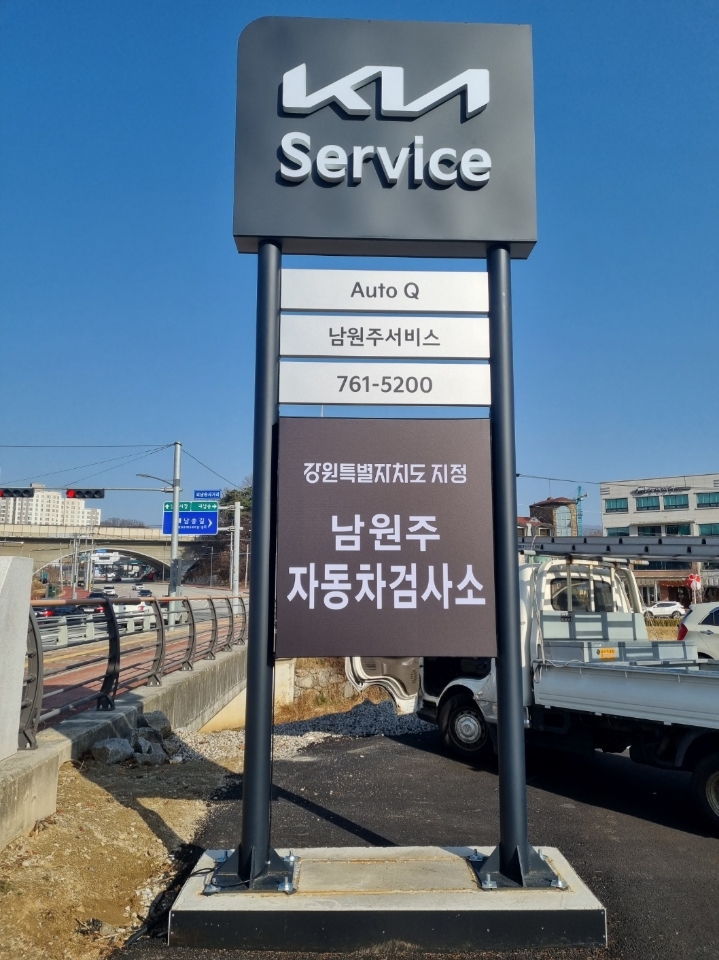 KIA
Service
Auto Q
남원주서비스
761-5200
강원특별자치도 지정
남원주
자동차검사소